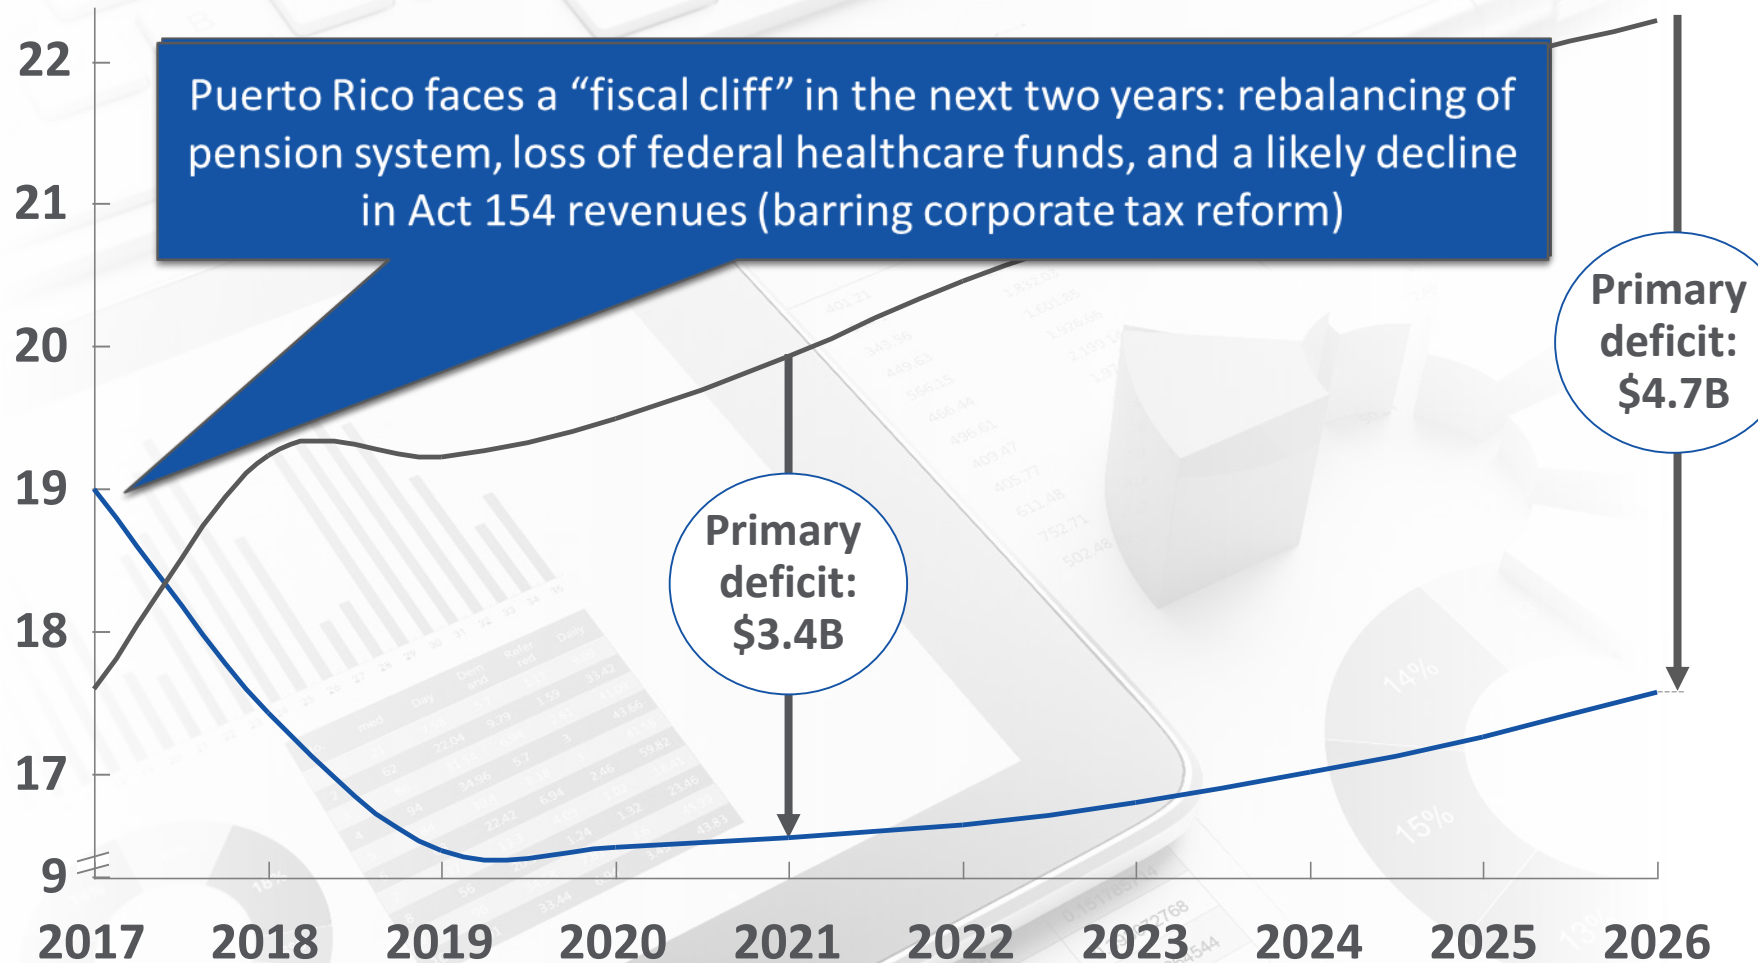 22
21
20
19
18
17
9
Puerto Rico faces a “fiscal cliff” in the next two years: rebalancing of
pension system, loss of federal healthcare funds, and a likely decline
in Act 154 revenues (barring corporate tax reform)
Primary
deficit:
$3.4B
Primary
deficit:
$4.7B
14%
15%
2017 2018 2019 2020 2021 2022 2023 2024 2025 2026